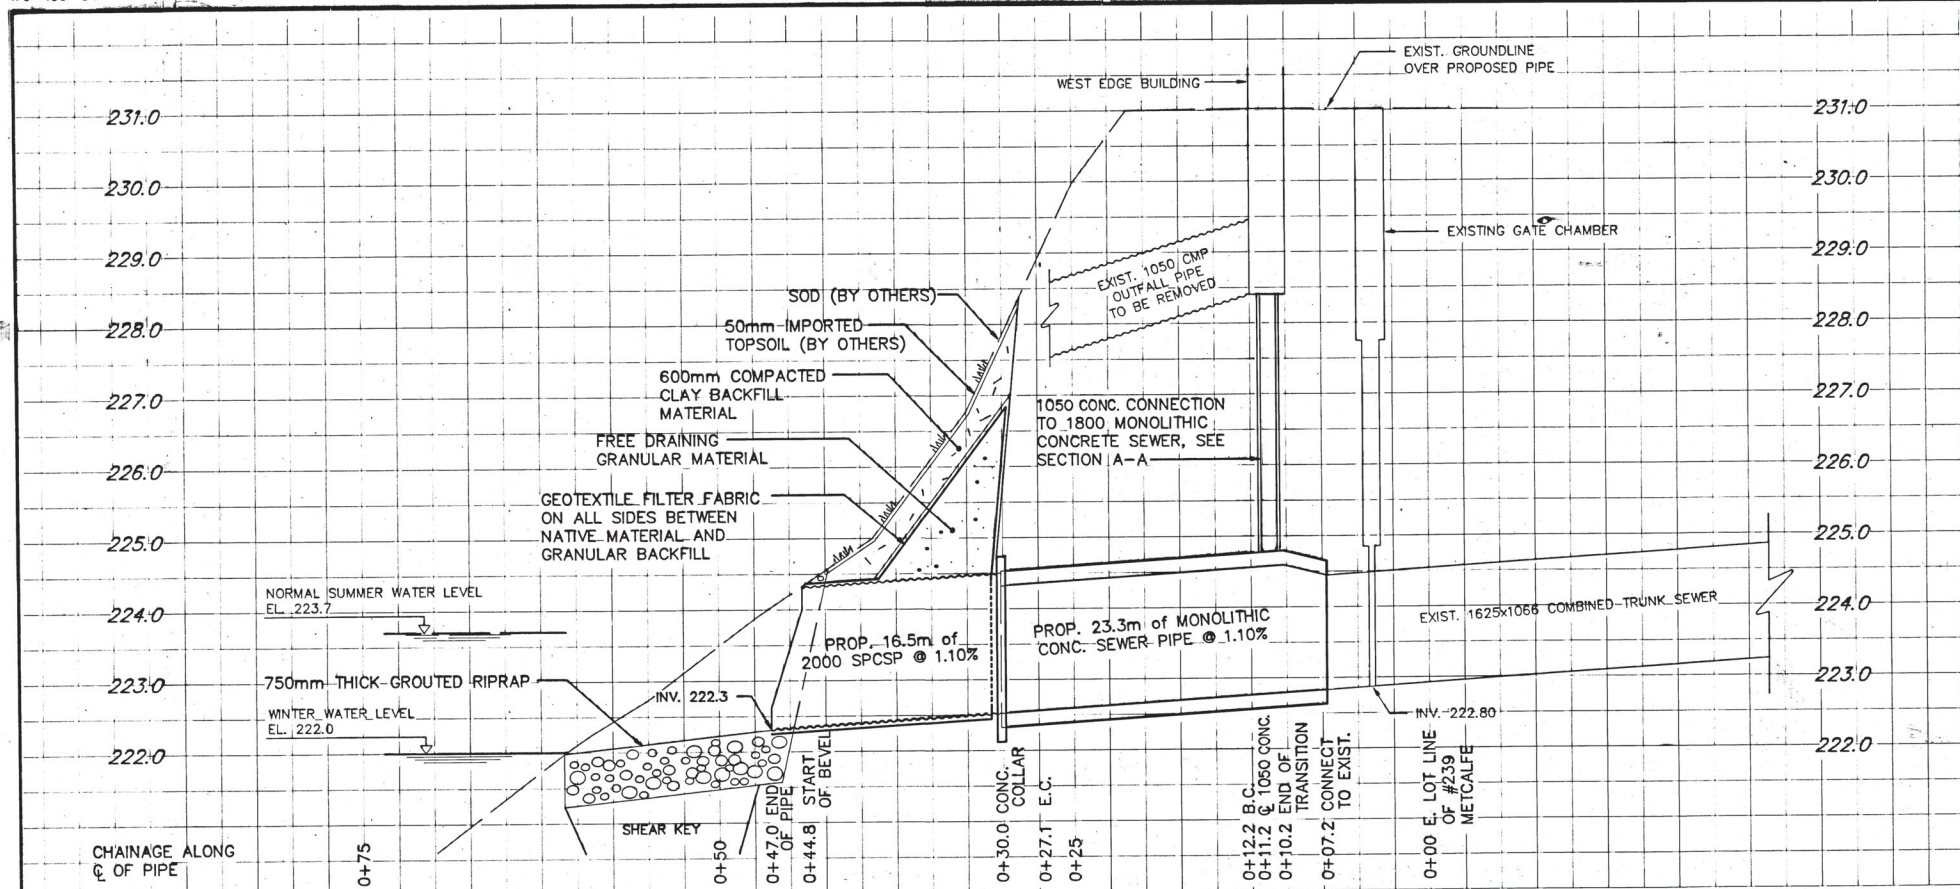 EXIST. GROUNDLINE
OVER PROPOSED PIPE
WEST EDGE BUILDING
231.0
231.0
230.0
230.0
229.0
229.0
228.0
228.0
227.0
227.0
226.0
226.0
225.0
225.0
224.0
224.0
223.0
223.0
222.0
222.0
EXISTING GATE CHAMBER
EXIST. 1050 CMP
OUTFALL PIPE
TO BE REMOVED
SOD (BY OTHERS)
50mm IMPORTED
TOPSOIL (BY OTHERS)
600mm COMPACTED
CLAY BACKFILL
MATERIAL
1050 CONC. CONNECTION
TO 1800 MONOLITHIC
CONCRETE SEWER, SEE
SECTION A-A
FREE DRAINING
GRANULAR MATERIAL
GEOTEXTILE FILTER FABRIC
ON ALL SIDES BETWEEN
NATIVE MATERIAL AND
GRANULAR BACKFILL
NORMAL SUMMER WATER LEVEL
EL. 223.7
PROP. 16.5m of
2000 SPCSP @ 1.10%
PROP. 23.3m of MONOLITHIC
CONC. SEWER PIPE @ 1.10%
EXIST. 1625x1066 COMBINED TRUNK SEWER
750mm THICK GROUTED RIPRAP
INV. 222.3
WINTER WATER LEVEL
EL. 222.0
INV. 222.80
SHEAR KEY
CHAINAGE ALONG
℄ OF PIPE
0+75
0+50
0+47.0 END
OF PIPE
0+44.8 START
OF BEVEL
0+30.0 CONC.
COLLAR
0+27.1 E.C.
0+25
0+12.2 B.C.
0+11.2 ℄ 1050 CONC.
0+10.2 END OF
TRANSITION
0+07.2 CONNECT
TO EXIST.
0+00 E. LOT LINE
OF #239
METCALFE